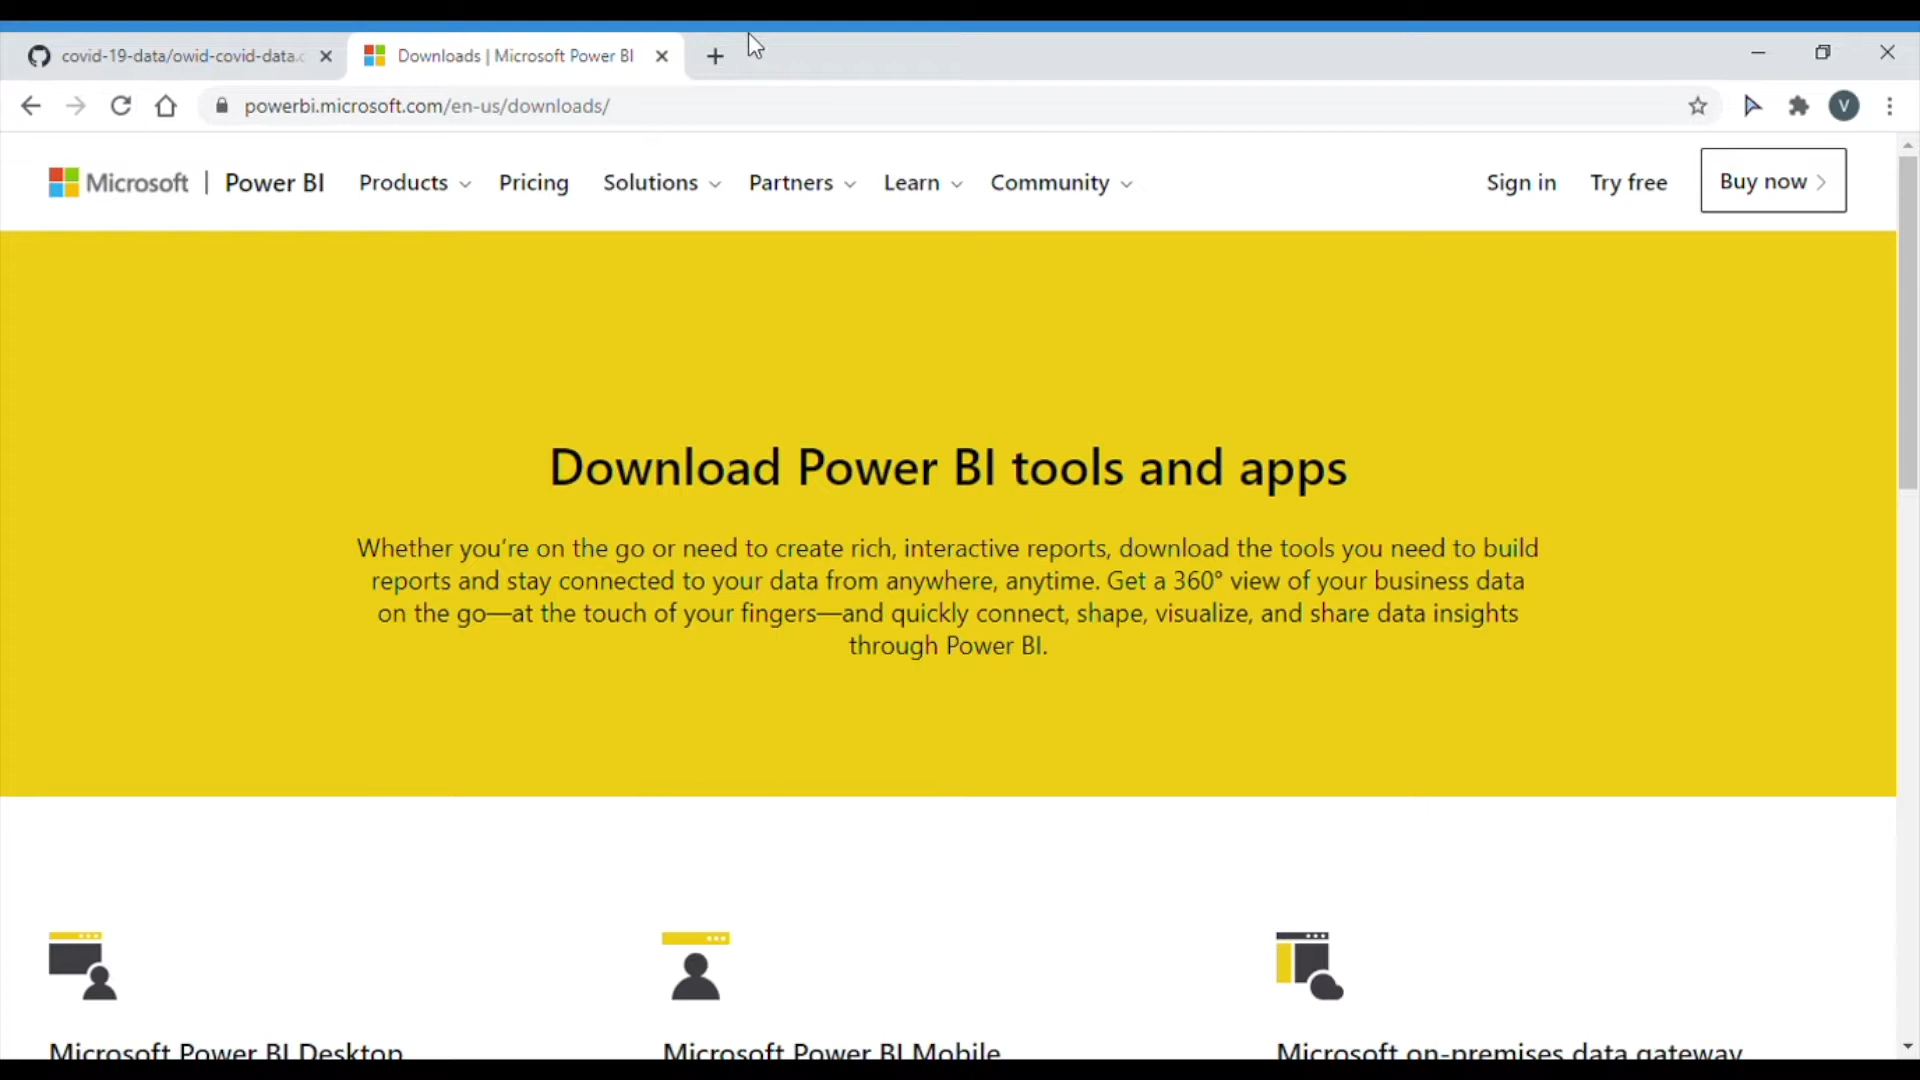 covid-19-data/owid-covid-data.c
Downloads | Microsoft Power BI
powerbi.microsoft.com/en-us/downloads/
V
Microsoft | Power BI Products Pricing Solutions Partners Learn Community Sign in Try free Buy now
Download Power BI tools and apps
Whether you’re on the go or need to create rich, interactive reports, download the tools you need to build
reports and stay connected to your data from anywhere, anytime. Get a 360° view of your business data
on the go—at the touch of your fingers—and quickly connect, shape, visualize, and share data insights
through Power BI.
Microsoft Power BI Desktop
Microsoft Power BI Mobile
Microsoft on-premises data gateway